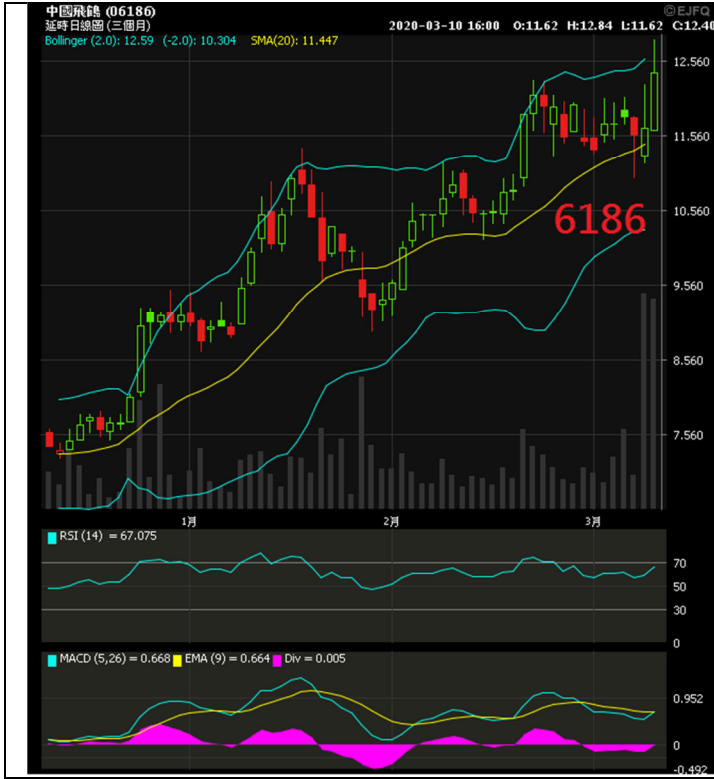 中國飛鶴 (06186)
©EJFQ
延時日線圖 (三個月)
2020-03-10 16:00 O:11.62 H:12.84 L:11.62 C:12.40
Bollinger (2.0): 12.59 (-2.0): 10.304 SMA(20): 11.447
12.560
11.560
10.560
6186
9.560
8.560
7.560
1月 2月 3月
RSI (14) = 67.075
70
50
30
0
MACD (5,26) = 0.668 EMA (9) = 0.664 Div = 0.005
0.952
0
-0.492